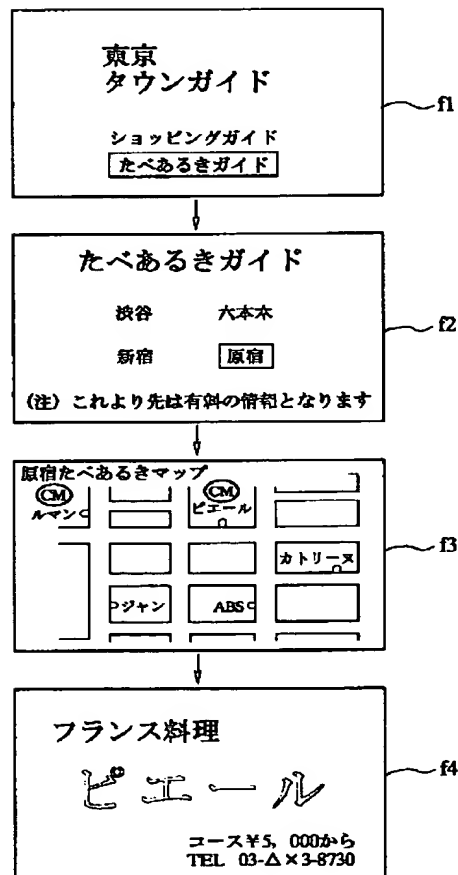 東京
タウンガイド
ショッピングガイド
たべあるきガイド
f1
たべあるきガイド
渋谷 六本木
新宿 原宿
(注) これより先は有料の情報となります
f2
原宿たべあるきマップ
CM CM
ルマン ピエール
カトリーヌ
ジャン ABS
f3
フランス料理
ピエール
コース¥5, 000から
TEL 03-△×3-8730
f4